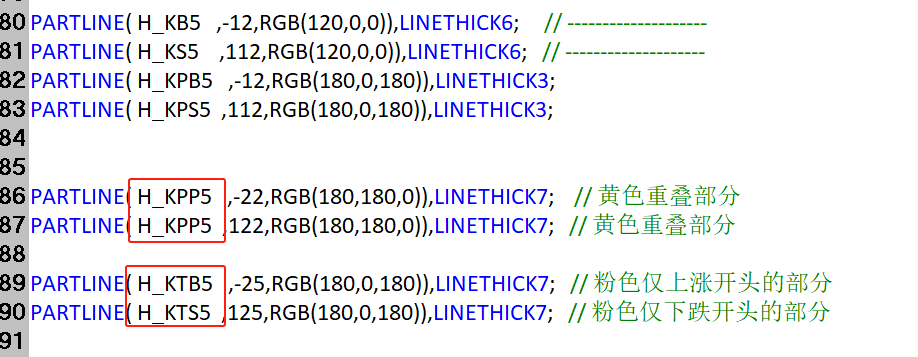 80 PARTLINE( H_KB5 ,-12,RGB(120,0,0)),LINETHICK6; // --------------------
81 PARTLINE( H_KS5 ,112,RGB(120,0,0)),LINETHICK6; // --------------------
82 PARTLINE( H_KPB5 ,-12,RGB(180,0,180)),LINETHICK3;
83 PARTLINE( H_KPS5 ,112,RGB(180,0,180)),LINETHICK3;
84
85
86 PARTLINE( H_KPP5 ,-22,RGB(180,180,0)),LINETHICK7; // 黄色重叠部分
87 PARTLINE( H_KPP5 ,122,RGB(180,180,0)),LINETHICK7; // 黄色重叠部分
88
89 PARTLINE( H_KTB5 ,-25,RGB(180,0,180)),LINETHICK7; // 粉色仅上涨开头的部分
90 PARTLINE( H_KTS5 ,125,RGB(180,0,180)),LINETHICK7; // 粉色仅下跌开头的部分
91